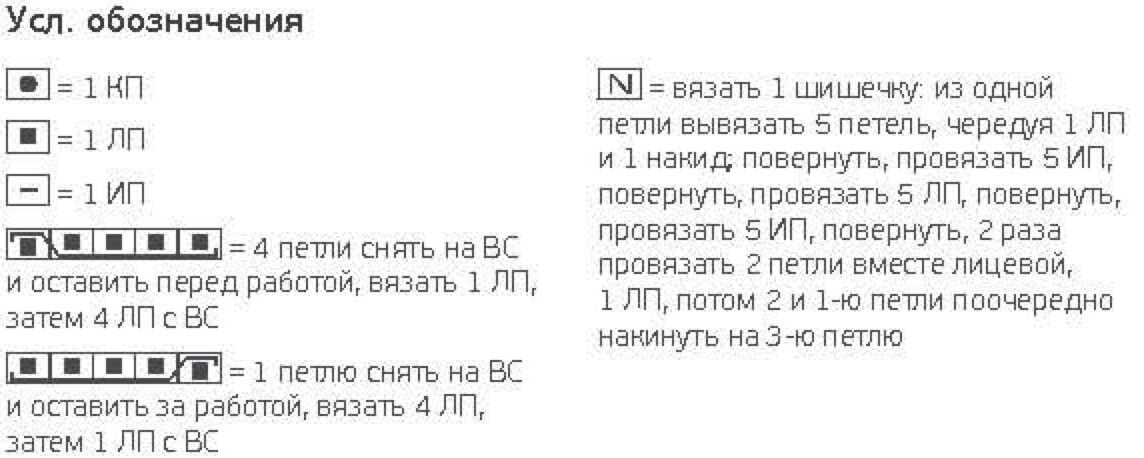 Усл. обозначения
= 1 КП
= 1 ЛП
= 1 ИП
= 4 петли снять на ВС
и оставить перед работой, вязать 1 ЛП,
затем 4 ЛП с ВС
= 1 петлю снять на ВС
и оставить за работой, вязать 4 ЛП,
затем 1 ЛП с ВС
N = вязать 1 шишечку: из одной
петли вывязать 5 петель, чередуя 1 ЛП
и 1 накид; повернуть, провязать 5 ИП,
повернуть, провязать 5 ЛП, повернуть,
провязать 5 ИП, повернуть, 2 раза
провязать 2 петли вместе лицевой,
1 ЛП, потом 2 и 1-ю петли поочередно
накинуть на 3-ю петлю